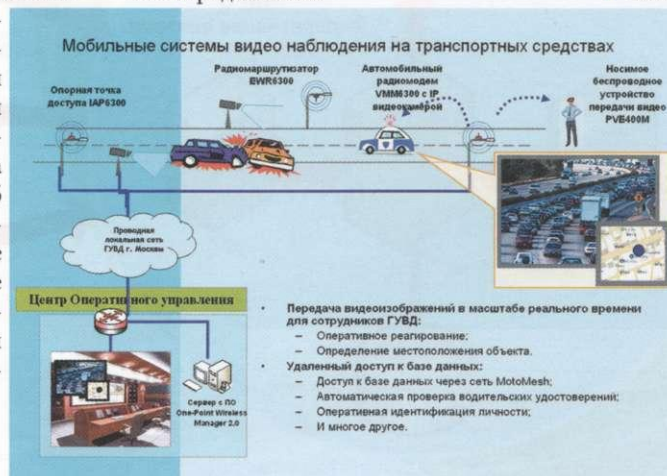 Мобильные системы видео наблюдения на транспортных средствах
Опорная точка
доступа IAP6300
Радиомаршрутизатор
EWR6300
Автомобильный
радиомодем
VMM6300 с IP
видеокамерой
Носимое
беспроводное
устройство
передачи видео
PVB400M
Проводная
локальная сеть
ГУВД г. Москвы
Центр Оперативного управления
Сервер с ПО
One-Point Wireless
Manager 2.0
• Передача видеоизображений в масштабе реального времени
для сотрудников ГУВД:
– Оперативное реагирование;
– Определение местоположения объекта.
• Удаленный доступ к базе данных:
– Доступ к базе данных через сеть MotoMesh;
– Автоматическая проверка водительских удостоверений;
– Оперативная идентификация личности;
– И многое другое.